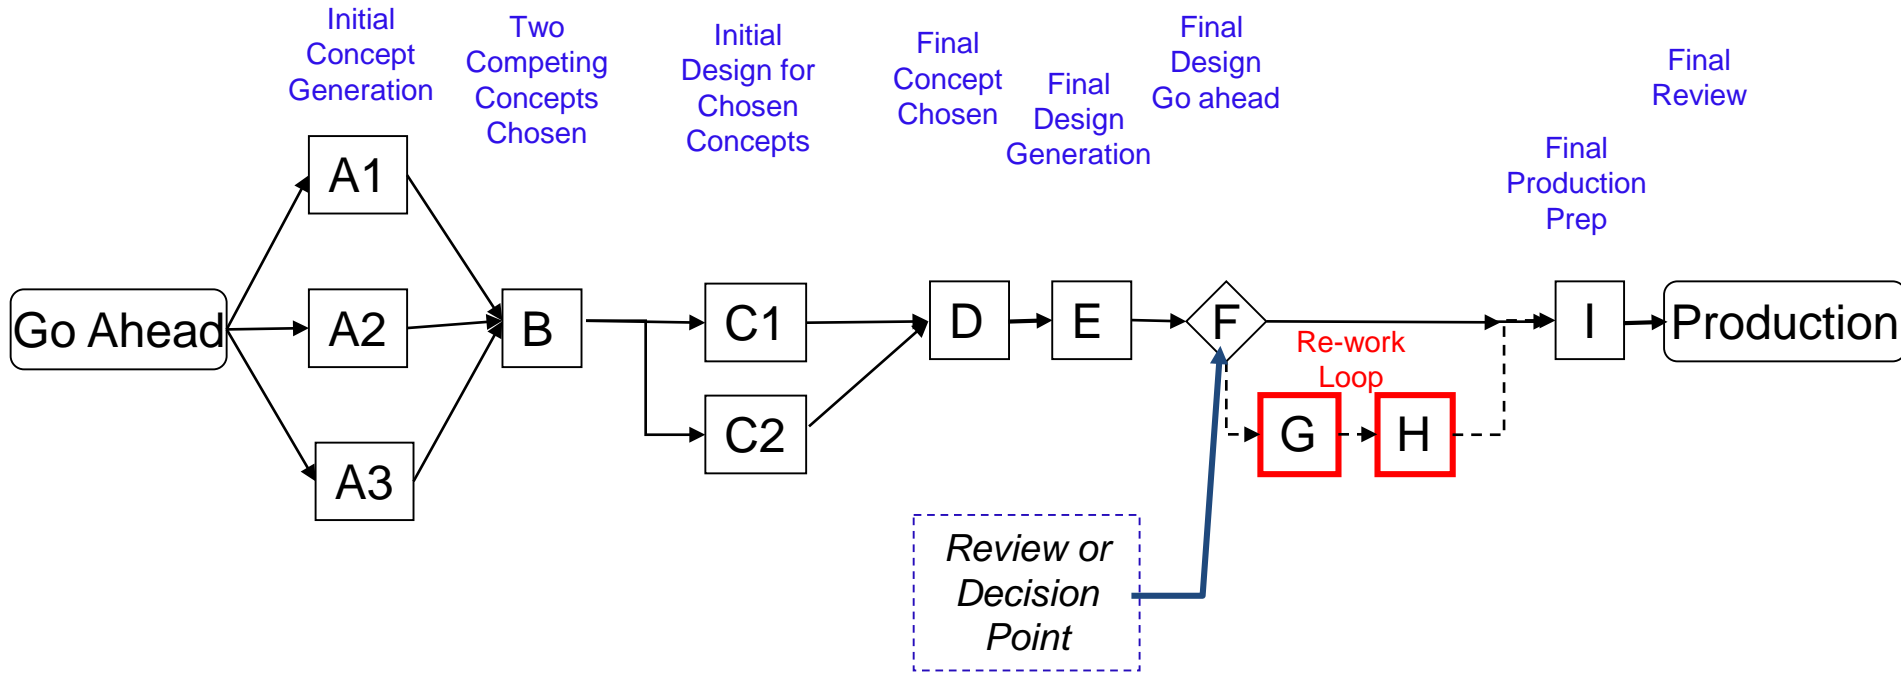 Initial
Concept
Generation
Two
Competing
Concepts
Chosen
Initial
Design for
Chosen
Concepts
Final
Concept
Chosen
Final
Design
Generation
Final
Design
Go ahead
Final
Production
Prep
Final
Review
Go Ahead
A1
A2
A3
B
C1
C2
D
E
F
Re-work
Loop
G
H
I
Production
Review or
Decision
Point